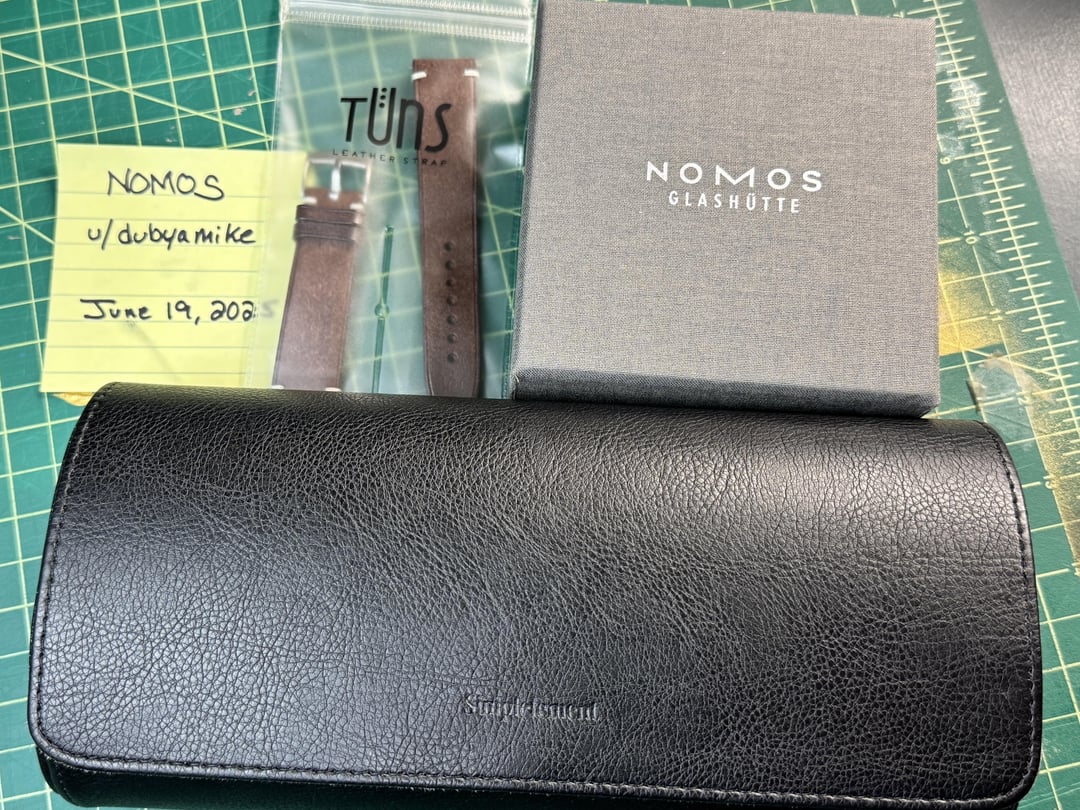 NOMOS
u/dubyamike
June 19, 2025
TÜNS
LEATHER STRAP
NOMOS
GLASHÜTTE